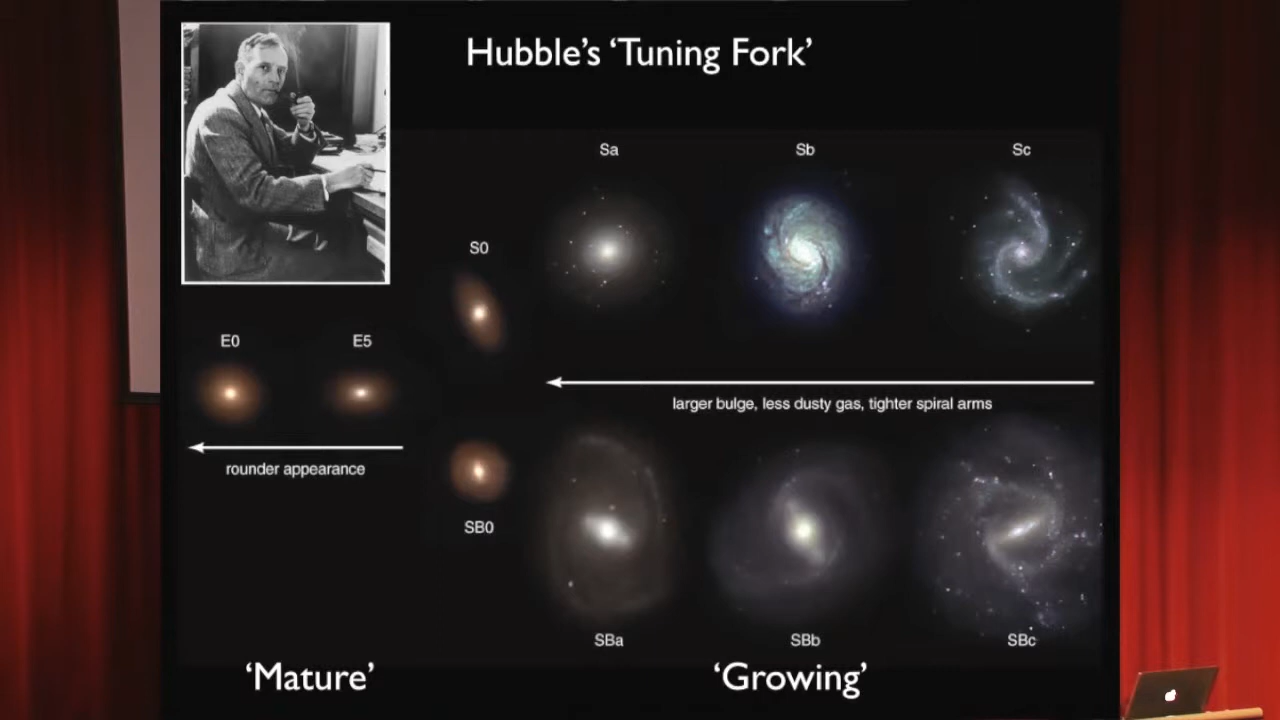 Hubble’s ‘Tuning Fork’
Sa Sb Sc
S0
E0 E5
larger bulge, less dusty gas, tighter spiral arms
rounder appearance
SB0
SBa SBb SBc
‘Mature’ ‘Growing’